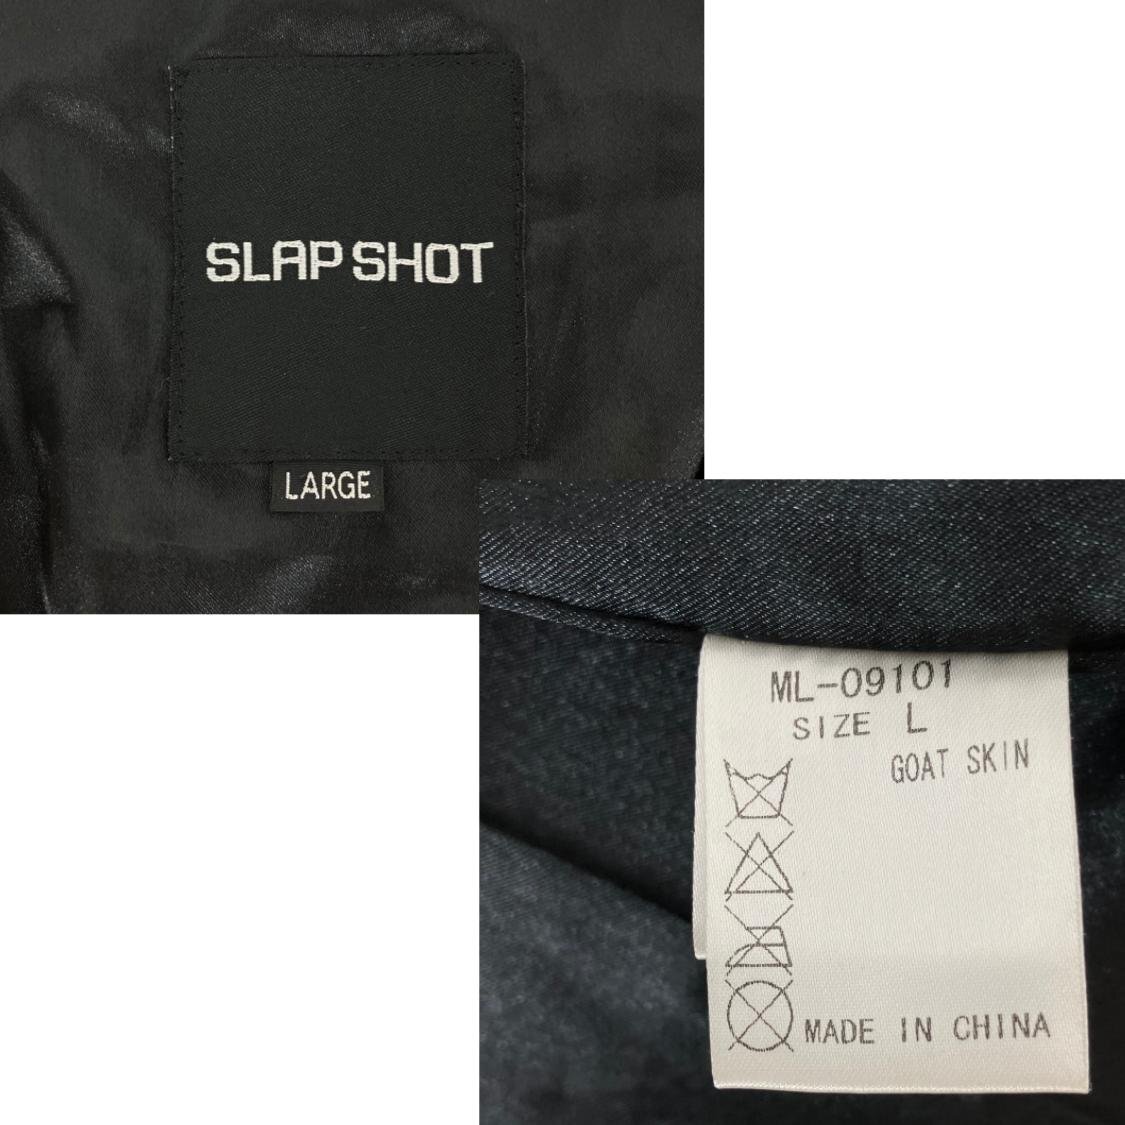 SLAP SHOT
LARGE
ML-09101
SIZE L
GOAT SKIN
MADE IN CHINA